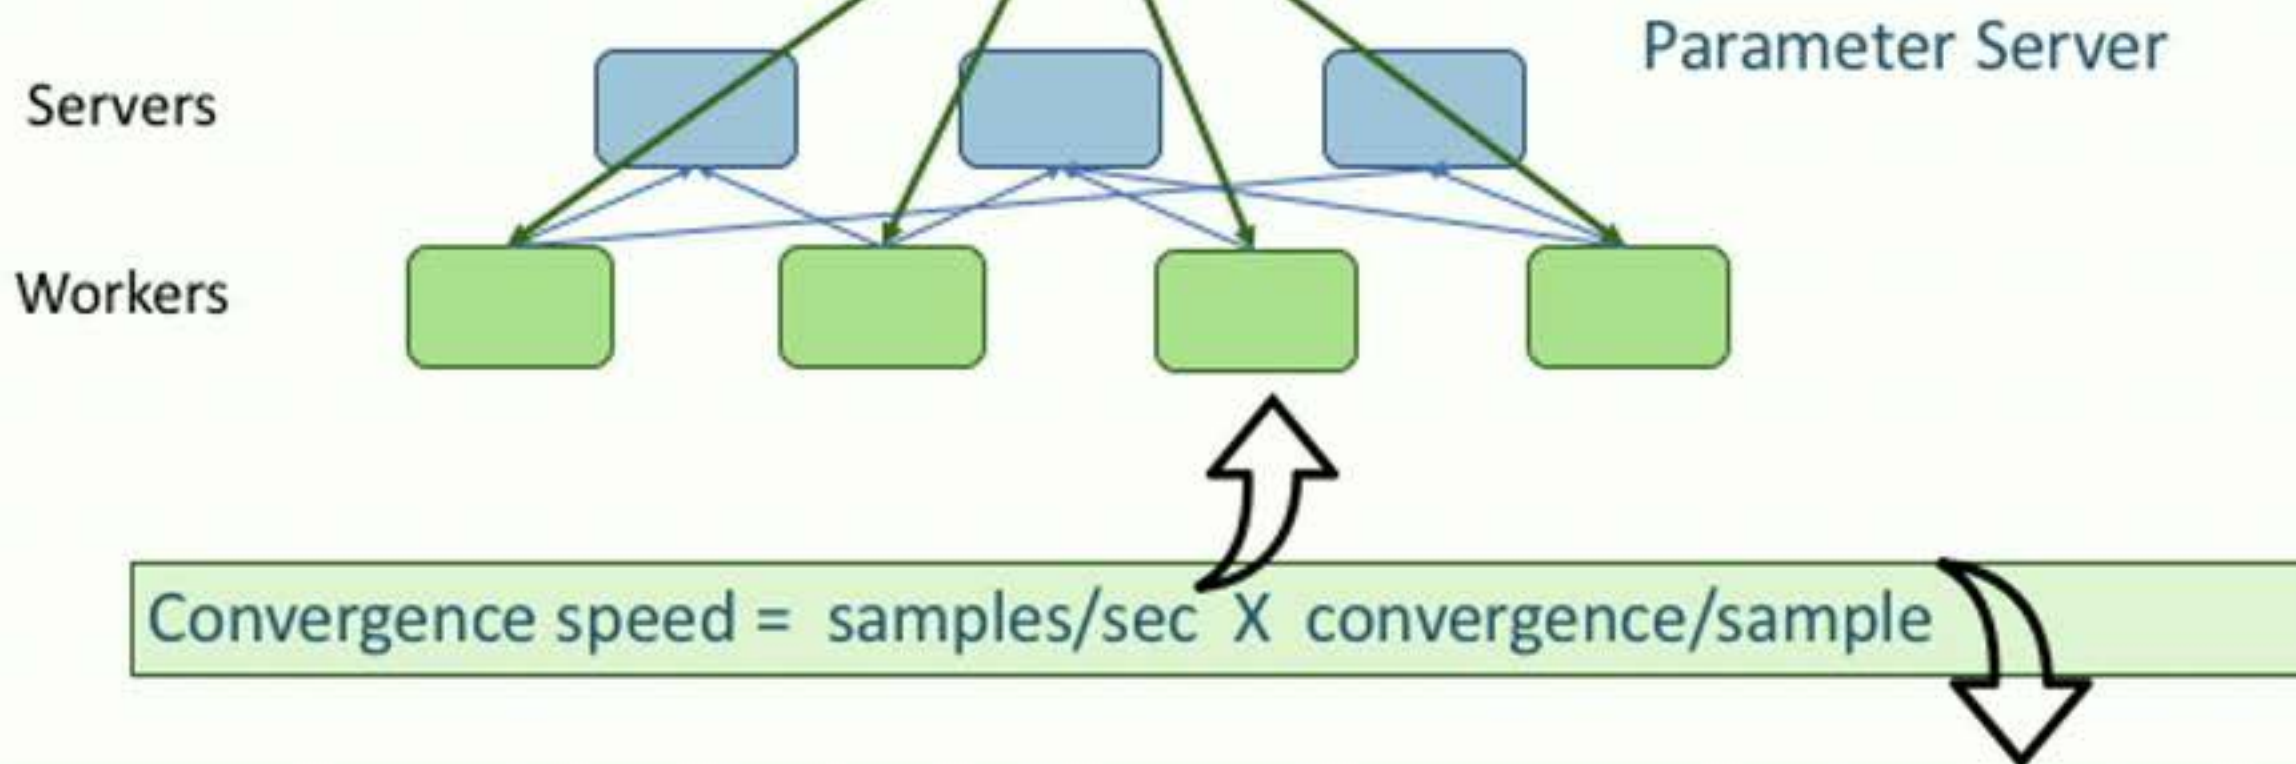 Parameter Server
Servers
Workers
Convergence speed = samples/sec X convergence/sample